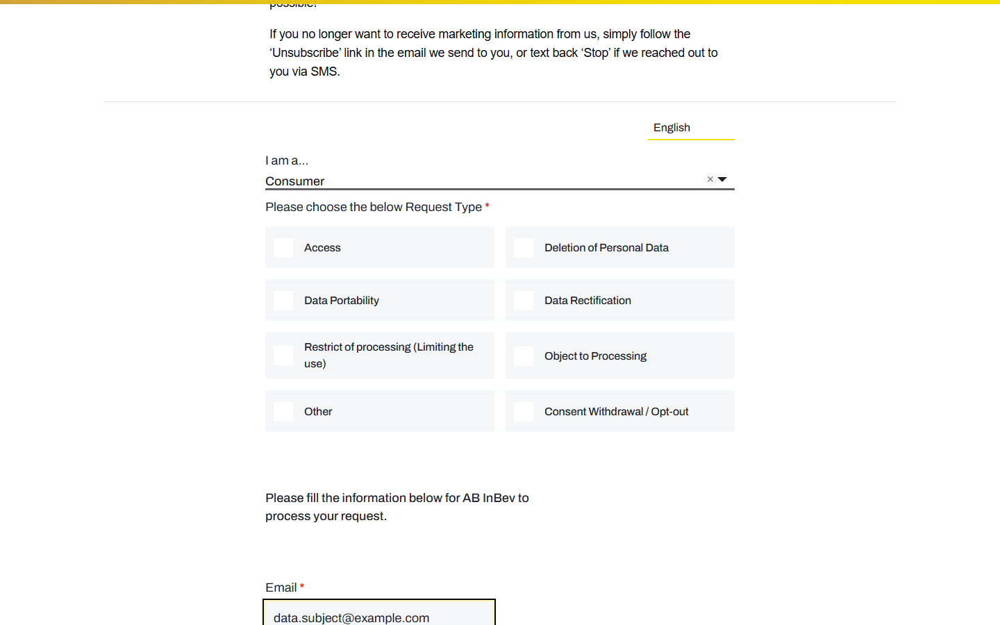 possible!
If you no longer want to receive marketing information from us, simply follow the
‘Unsubscribe’ link in the email we send to you, or text back ‘Stop’ if we reached out to
you via SMS.
English
I am a...
Consumer
Please choose the below Request Type *
Access
Deletion of Personal Data
Data Portability
Data Rectification
Restrict of processing (Limiting the
use)
Object to Processing
Other
Consent Withdrawal / Opt-out
Please fill the information below for AB InBev to
process your request.
Email *
data.subject@example.com